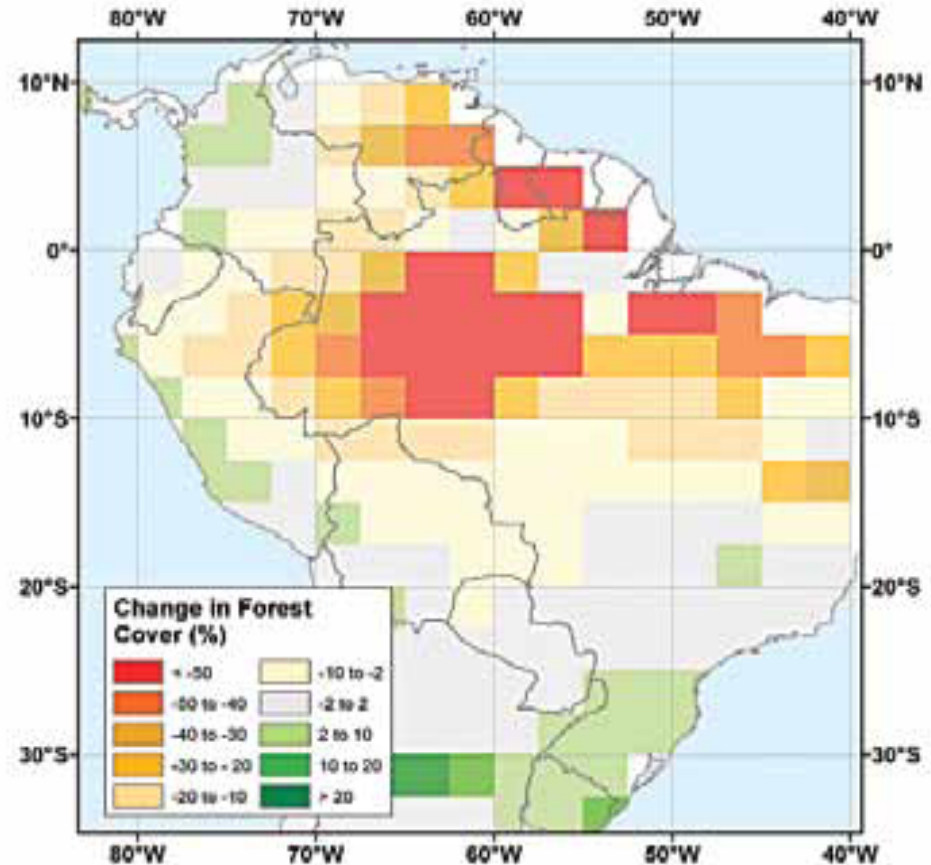 80°W 70°W 60°W 50°W 40°W
10°N 10°N
0° 0°
10°S 10°S
20°S 20°S
30°S 30°S
Change in Forest
Cover (%)
< -50
-50 to -40
-40 to -30
-30 to -20
-20 to -10
-10 to -2
-2 to 2
2 to 10
10 to 20
> 20
80°W 70°W 60°W 50°W 40°W